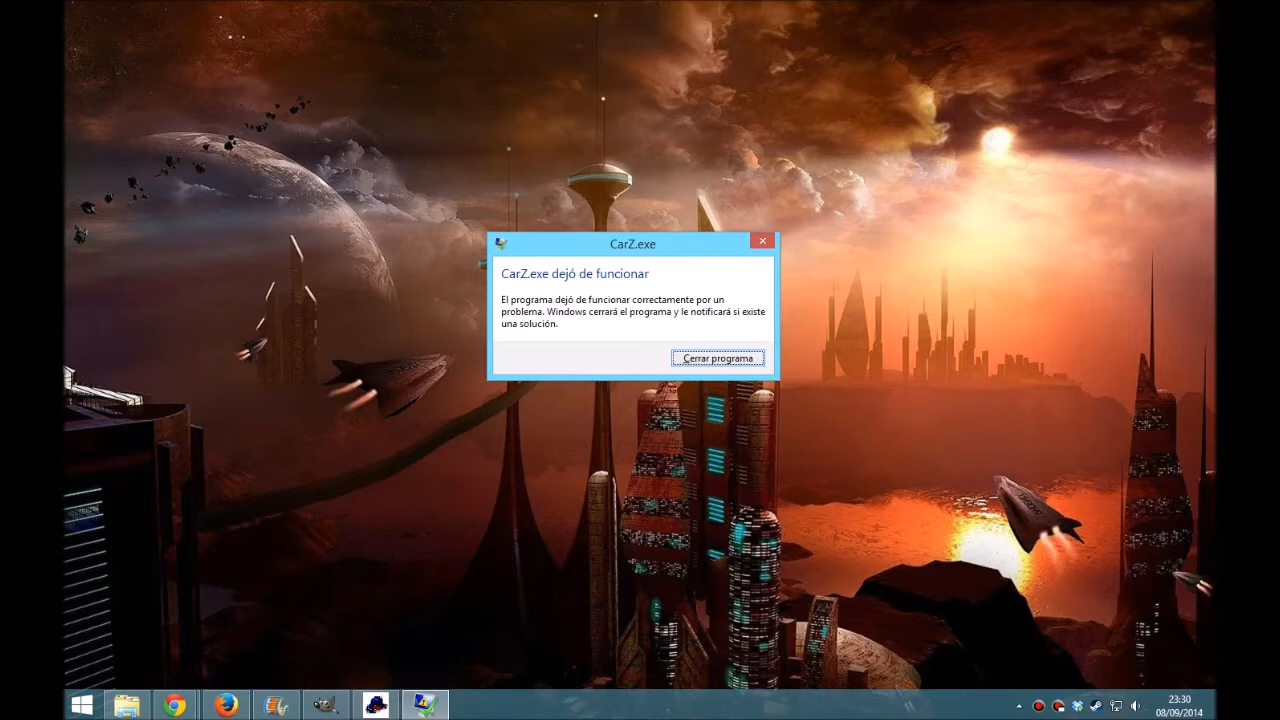 CarZ.exe
CarZ.exe dejó de funcionar
El programa dejó de funcionar correctamente por un
problema. Windows cerrará el programa y le notificará si existe
una solución.
Cerrar programa
23:30
08/09/2014